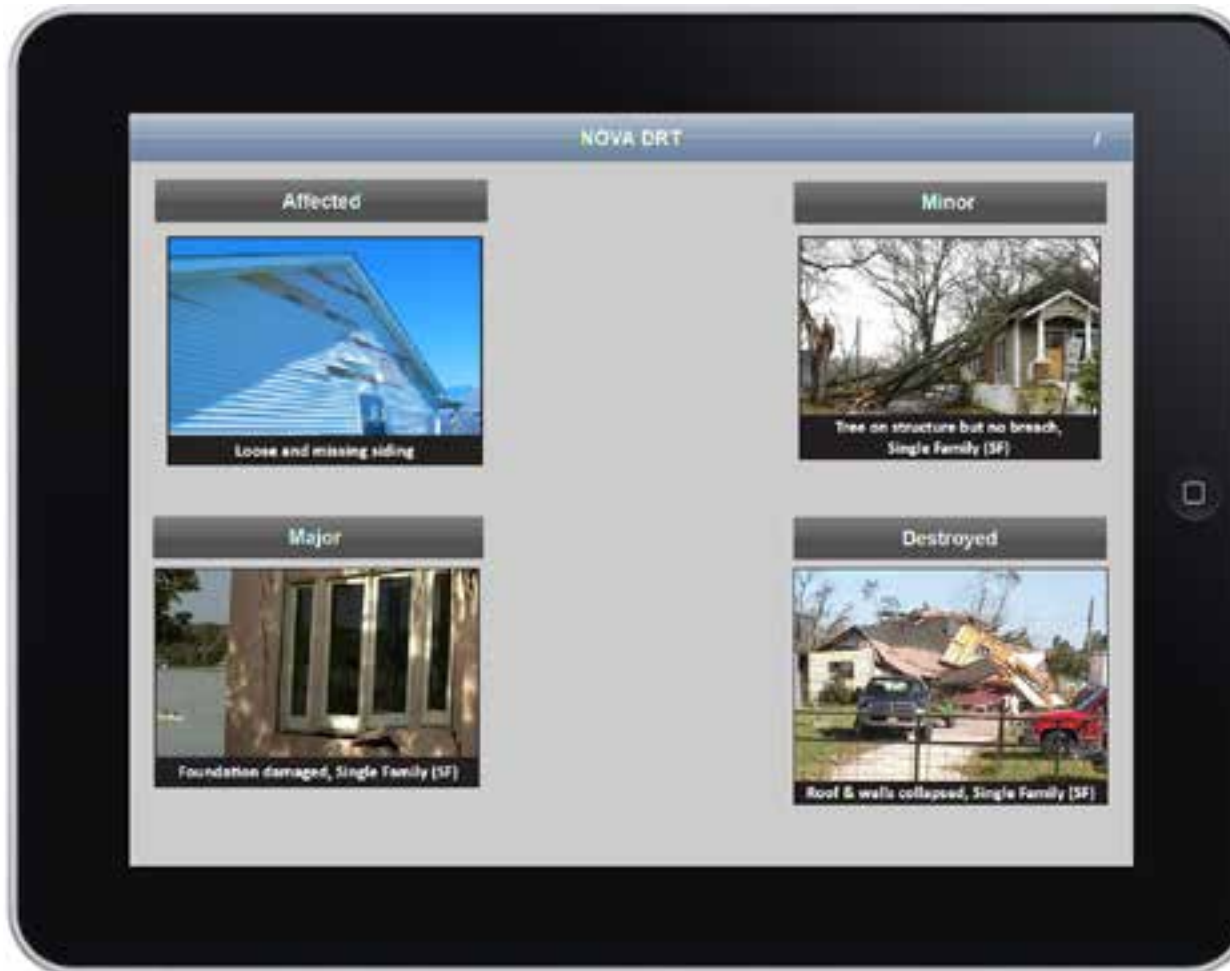 NOVA DRT
Affected
Minor
Loose and missing siding
Tree on structure but no breach,
Single Family (SF)
Major
Destroyed
Foundation damaged, Single Family (SF)
Roof & walls collapsed, Single Family (SF)